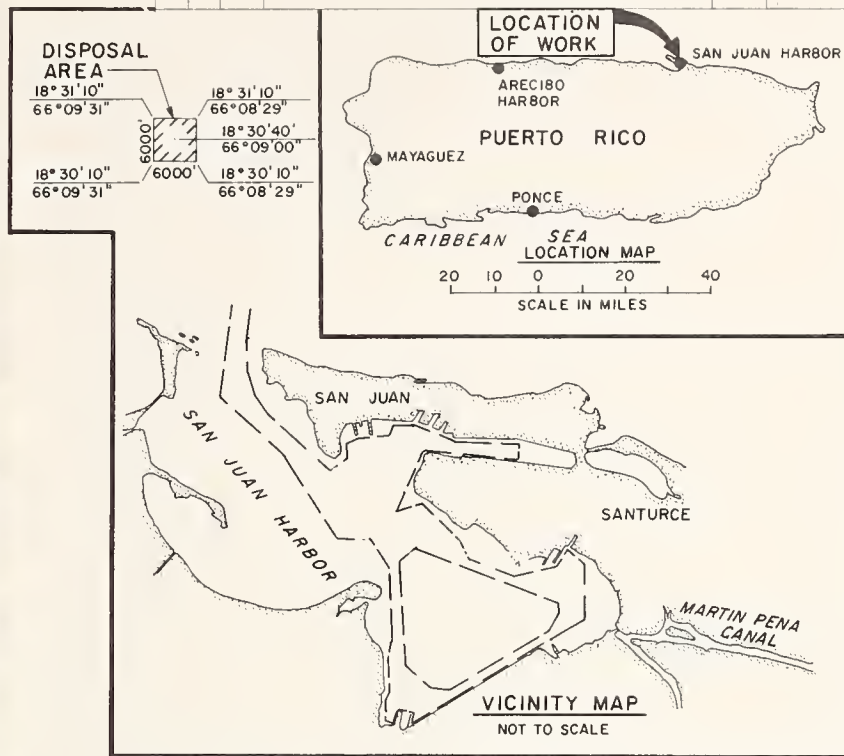 DISPOSAL
AREA
18° 31' 10"
66° 09' 31"
18° 31' 10"
66° 08' 29"
18° 30' 40'
66° 09' 00"
6000'
6000'
18° 30' 10"
66° 09' 31"
18° 30' 10"
66° 08' 29"
LOCATION
OF WORK
SAN JUAN HARBOR
ARECIBO
HARBOR
PUERTO RICO
MAYAGUEZ
PONCE
CARIBBEAN SEA
LOCATION MAP
20 10 0 20 40
SCALE IN MILES
SAN JUAN
SAN JUAN HARBOR
SANTURCE
MARTIN PENA
CANAL
VICINITY MAP
NOT TO SCALE